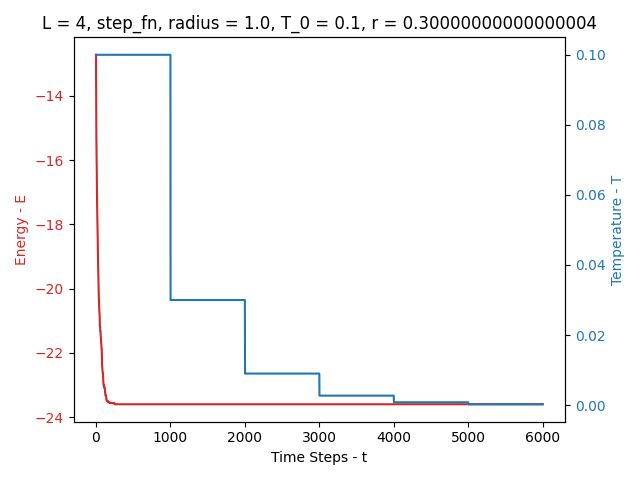 L = 4, step_fn, radius = 1.0, T_0 = 0.1, r = 0.30000000000000004
Energy - E
−14
−16
−18
−20
−22
−24
0.10
0.08
0.06
0.04
0.02
0.00
Temperature - T
0 1000 2000 3000 4000 5000 6000
Time Steps - t